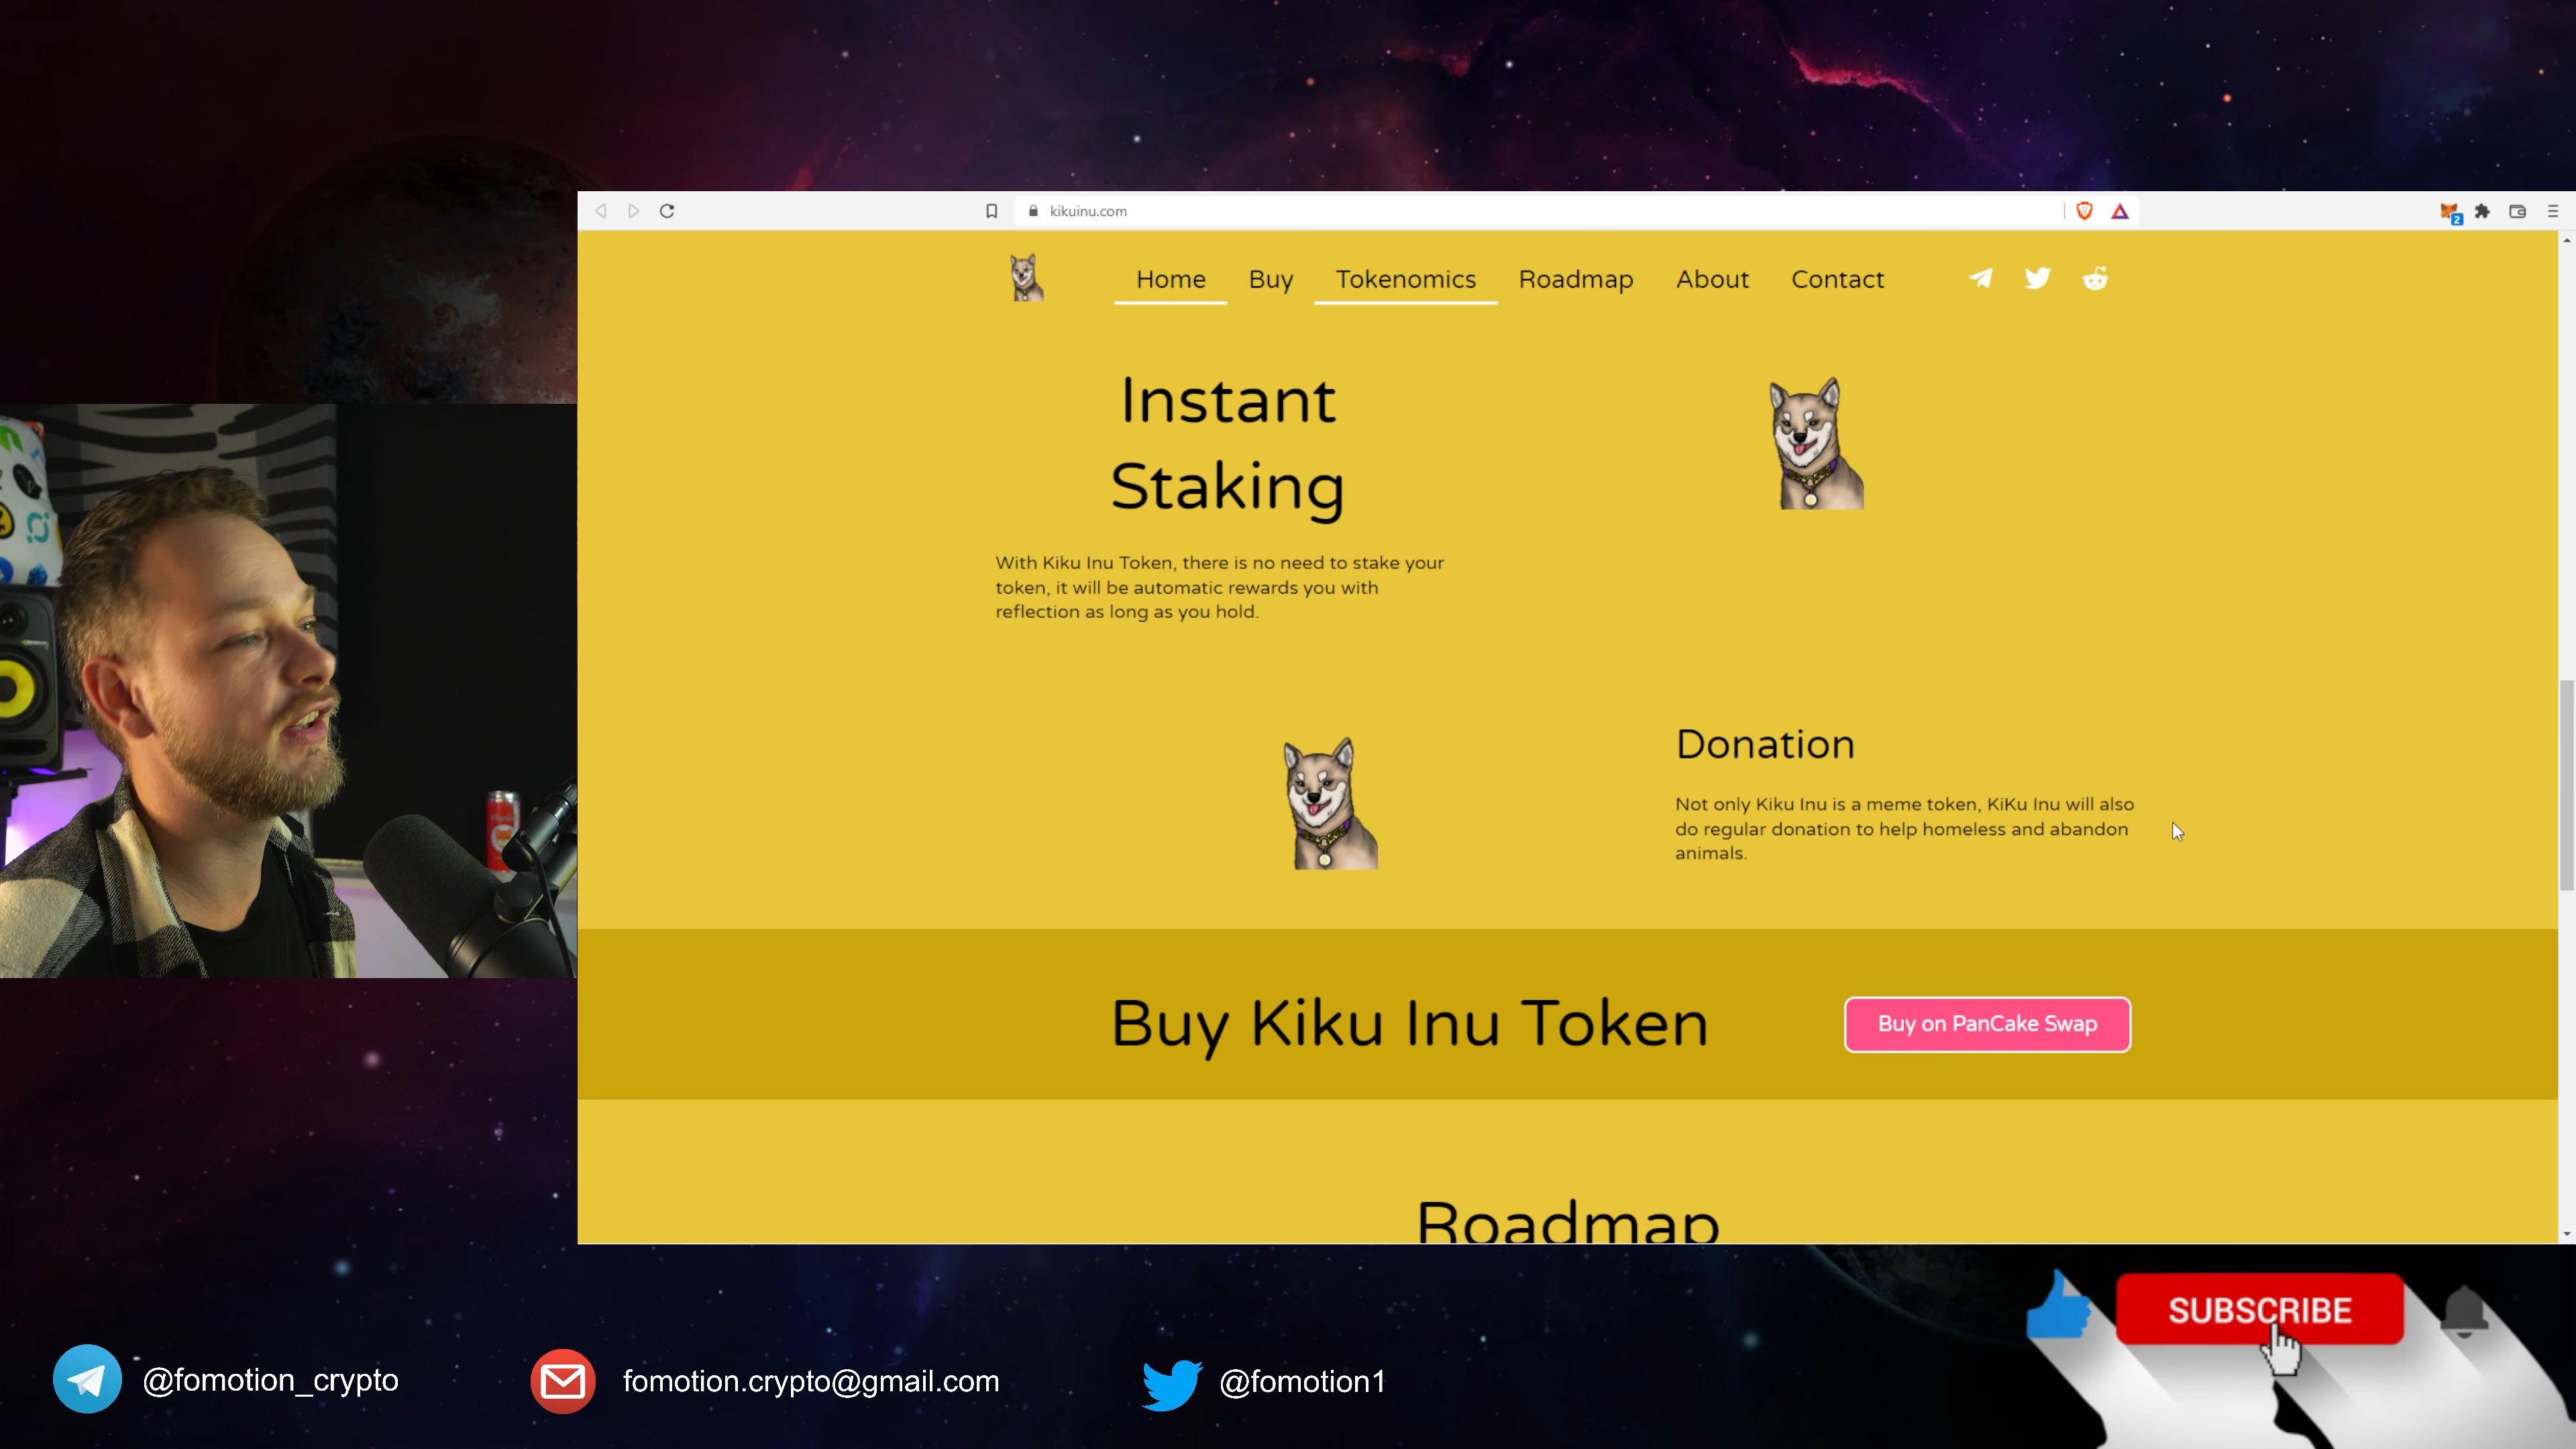 kikuinu.com
Home Buy Tokenomics Roadmap About Contact
Instant
Staking
With Kiku Inu Token, there is no need to stake your
token, it will be automatic rewards you with
reflection as long as you hold.
Donation
Not only Kiku Inu is a meme token, KiKu Inu will also
do regular donation to help homeless and abandon
animals.
Buy Kiku Inu Token
Buy on PanCake Swap
Roadmap
2
@fomotion_crypto
fomotion.crypto@gmail.com
@fomotion1
SUBSCRIBE